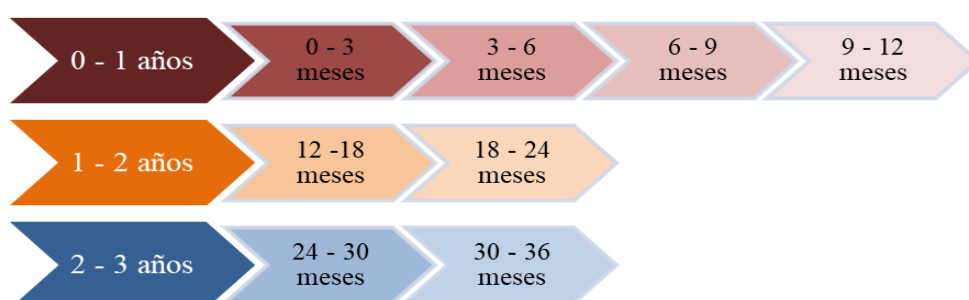 0 - 1 años
0 - 3
meses
3 - 6
meses
6 - 9
meses
9 - 12
meses
1 - 2 años
12 -18
meses
18 - 24
meses
2 - 3 años
24 - 30
meses
30 - 36
meses